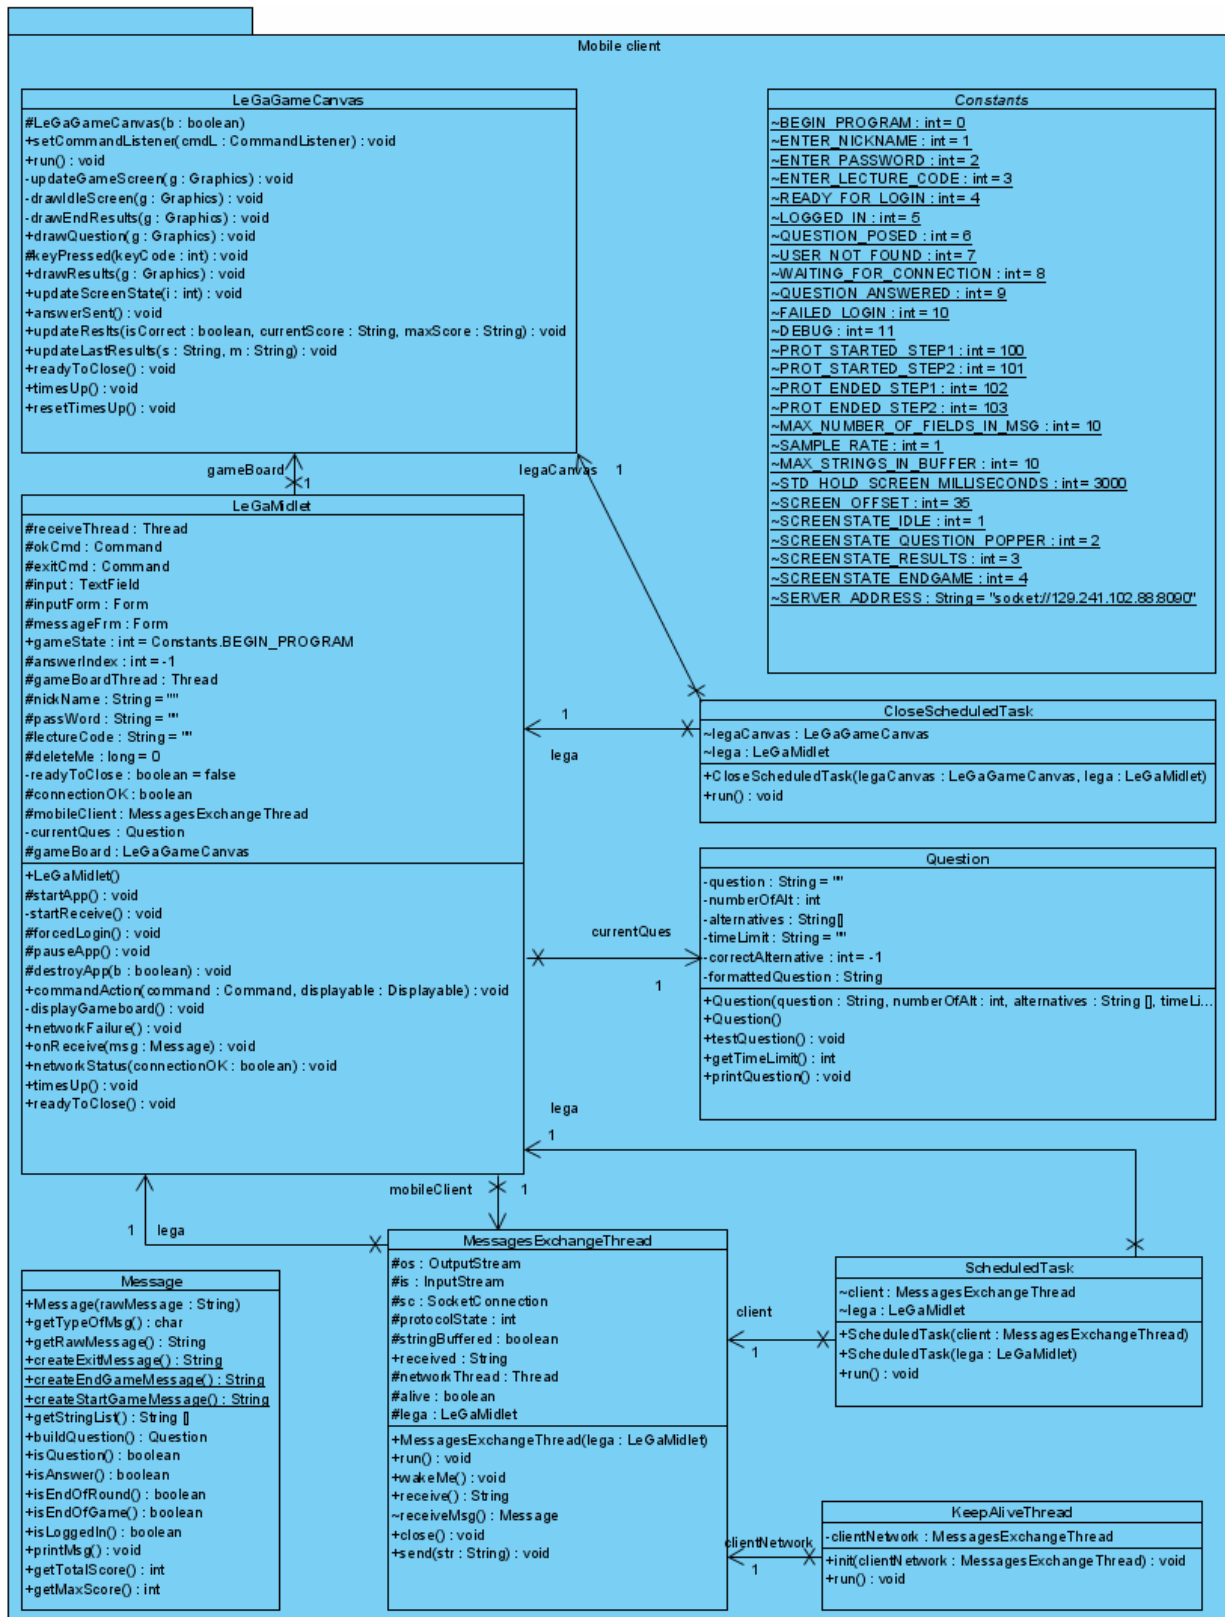 Mobile client
LeGaGameCanvas
#LeGaGameCanvas(b : boolean)
+setCommandListener(cmdL : CommandListener) : void
+run() : void
-updateGameScreen(g : Graphics) : void
-drawIdleScreen(g : Graphics) : void
-drawEndResults(g : Graphics) : void
+drawQuestion(g : Graphics) : void
#keyPressed(keyCode : int) : void
+drawResults(g : Graphics) : void
+updateScreenState(i : int) : void
+answerSent() : void
+updateReslts(isCorrect : boolean, currentScore : String, maxScore : String) : void
+updateLastResults(s : String, m : String) : void
+readyToClose() : void
+timesUp() : void
+resetTimesUp() : void
Constants
~BEGIN_PROGRAM : int = 0
~ENTER_NICKNAME : int = 1
~ENTER_PASSWORD : int = 2
~ENTER_LECTURE_CODE : int = 3
~READY_FOR_LOGIN : int = 4
~LOGGED_IN : int = 5
~QUESTION_POSED : int = 6
~USER_NOT_FOUND : int = 7
~WAITING_FOR_CONNECTION : int = 8
~QUESTION_ANSWERED : int = 9
~FAILED_LOGIN : int = 10
~DEBUG : int = 11
~PROT_STARTED_STEP1 : int = 100
~PROT_STARTED_STEP2 : int = 101
~PROT_ENDED_STEP1 : int = 102
~PROT_ENDED_STEP2 : int = 103
~MAX_NUMBER_OF_FIELDS_IN_MSG : int = 10
~SAMPLE_RATE : int = 1
~MAX_STRINGS_IN_BUFFER : int = 10
~STD_HOLD_SCREEN_MILLISECONDS : int = 3000
~SCREEN_OFFSET : int = 35
~SCREENSTATE_IDLE : int = 1
~SCREENSTATE_QUESTION_POPPER : int = 2
~SCREENSTATE_RESULTS : int = 3
~SCREENSTATE_ENDGAME : int = 4
~SERVER_ADDRESS : String = "socket://129.241.102.88:8090"
gameBoard
1
legaCanvas 1
LeGaMidlet
#receiveThread : Thread
#okCmd : Command
#exitCmd : Command
#input : TextField
#inputForm : Form
#messageFrm : Form
+gameState : int = Constants.BEGIN_PROGRAM
#answerIndex : int = -1
#gameBoardThread : Thread
#nickName : String = ""
#passWord : String = ""
#lectureCode : String = ""
#deleteMe : long = 0
-readyToClose : boolean = false
#connectionOK : boolean
#mobileClient : MessagesExchangeThread
-currentQues : Question
#gameBoard : LeGaGameCanvas
+LeGaMidlet()
#startApp() : void
-startReceive() : void
#forcedLogin() : void
#pauseApp() : void
#destroyApp(b : boolean) : void
+commandAction(command : Command, displayable : Displayable) : void
-displayGameboard() : void
+networkFailure() : void
+onReceive(msg : Message) : void
+networkStatus(connectionOK : boolean) : void
+timesUp() : void
+readyToClose() : void
1
lega
CloseScheduledTask
~legaCanvas : LeGaGameCanvas
~lega : LeGaMidlet
+CloseScheduledTask(legaCanvas : LeGaGameCanvas, lega : LeGaMidlet)
+run() : void
currentQues
1
Question
-question : String = ""
-numberOfAlt : int
-alternatives : String[]
-timeLimit : String = ""
-correctAlternative : int = -1
-formattedQuestion : String
+Question(question : String, numberOfAlt : int, alternatives : String [], timeLi...
+Question()
+testQuestion() : void
+getTimeLimit() : int
+printQuestion() : void
lega
1
mobileClient 1
1 lega
Message
+Message(rawMessage : String)
+getTypeOfMsg() : char
+getRawMessage() : String
+createExitMessage() : String
+createEndGameMessage() : String
+createStartGameMessage() : String
+getStringList() : String []
+buildQuestion() : Question
+isQuestion() : boolean
+isAnswer() : boolean
+isEndOfRound() : boolean
+isEndOfGame() : boolean
+isLoggedIn() : boolean
+printMsg() : void
+getTotalScore() : int
+getMaxScore() : int
MessagesExchangeThread
#os : OutputStream
#is : InputStream
#sc : SocketConnection
#protocolState : int
#stringBuffered : boolean
+received : String
#networkThread : Thread
#alive : boolean
#lega : LeGaMidlet
+MessagesExchangeThread(lega : LeGaMidlet)
+run() : void
+wakeMe() : void
+receive() : String
~receiveMsg() : Message
+close() : void
+send(str : String) : void
client
1
ScheduledTask
~client : MessagesExchangeThread
~lega : LeGaMidlet
+ScheduledTask(client : MessagesExchangeThread)
+ScheduledTask(lega : LeGaMidlet)
+run() : void
clientNetwork
1
KeepAliveThread
-clientNetwork : MessagesExchangeThread
+init(clientNetwork : MessagesExchangeThread) : void
+run() : void